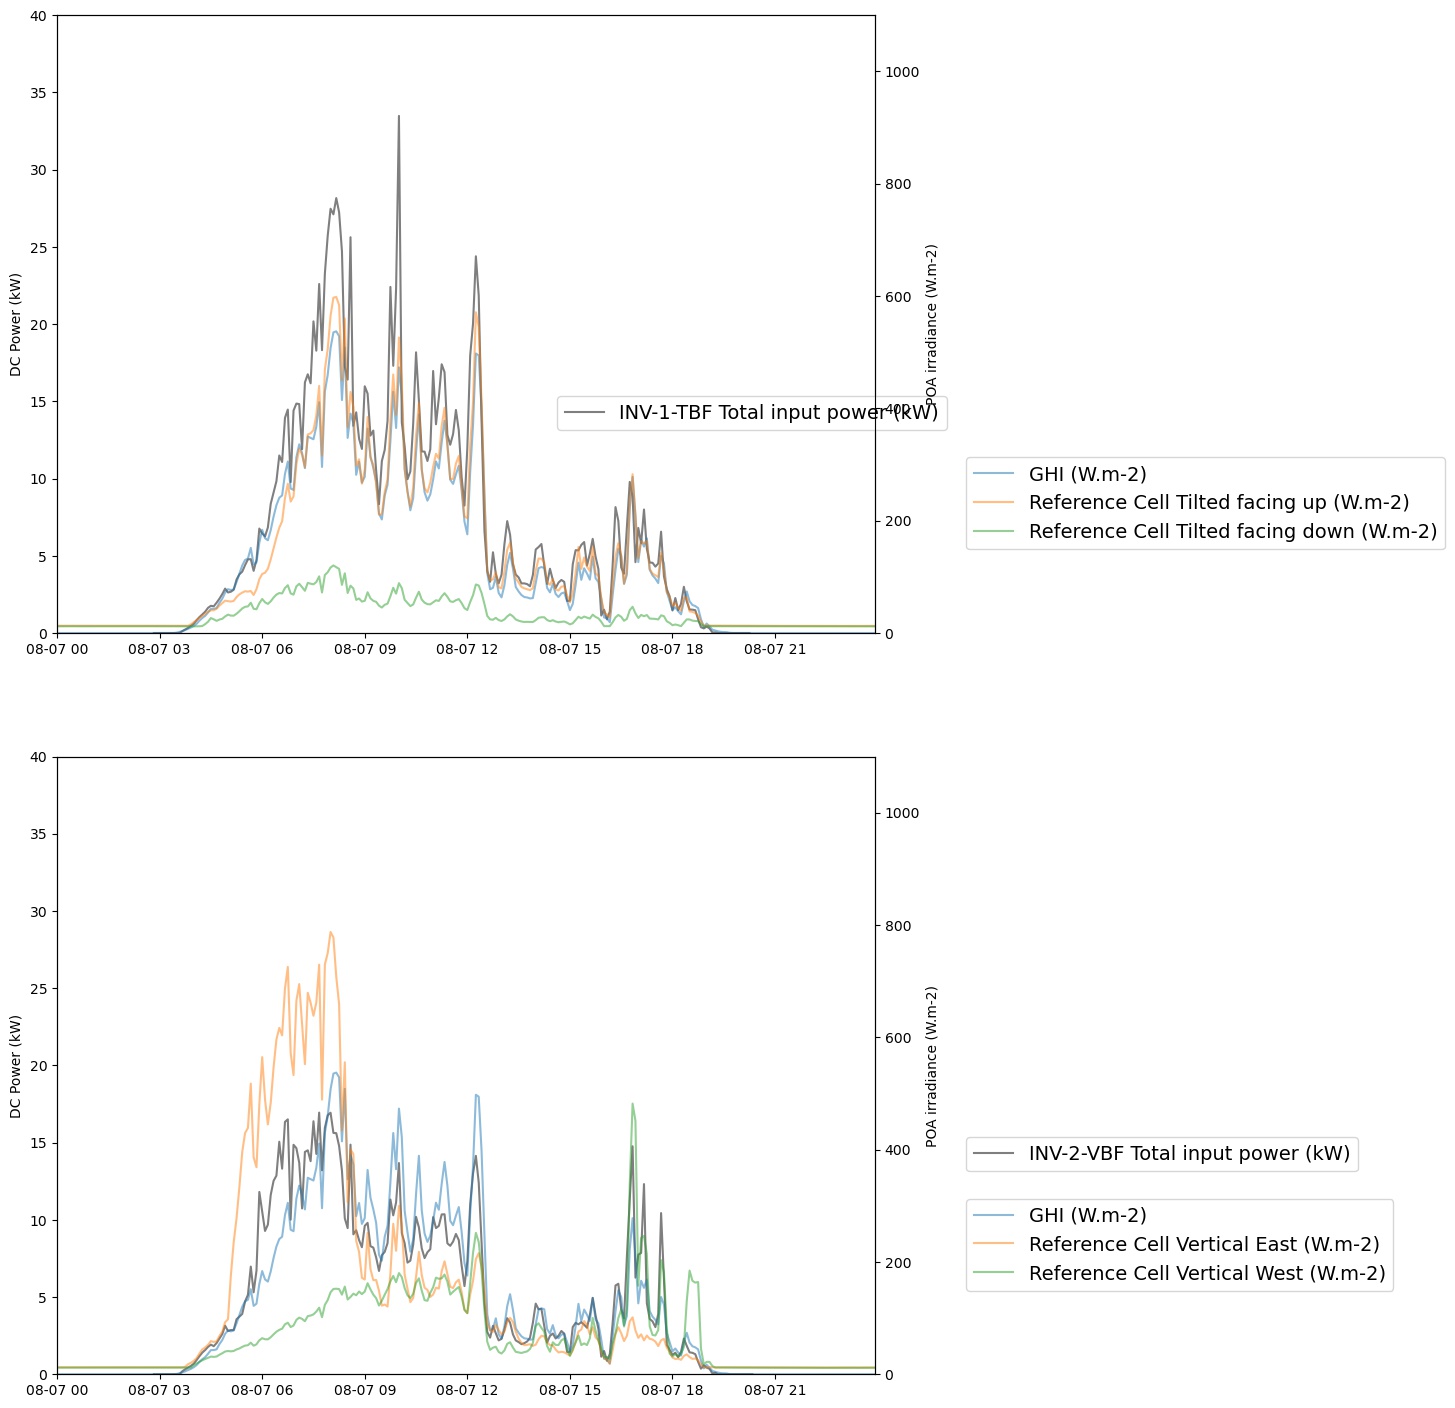 40
35
30
25
20
15
10
5
0
DC Power (kW)
1000
800
600
400
200
0
POA irradiance (W.m-2)
INV-1-TBF Total input power (kW)
GHI (W.m-2)
Reference Cell Tilted facing up (W.m-2)
Reference Cell Tilted facing down (W.m-2)
08-07 00 08-07 03 08-07 06 08-07 09 08-07 12 08-07 15 08-07 18 08-07 21
40
35
30
25
20
15
10
5
0
DC Power (kW)
1000
800
600
400
200
0
POA irradiance (W.m-2)
INV-2-VBF Total input power (kW)
GHI (W.m-2)
Reference Cell Vertical East (W.m-2)
Reference Cell Vertical West (W.m-2)
08-07 00 08-07 03 08-07 06 08-07 09 08-07 12 08-07 15 08-07 18 08-07 21